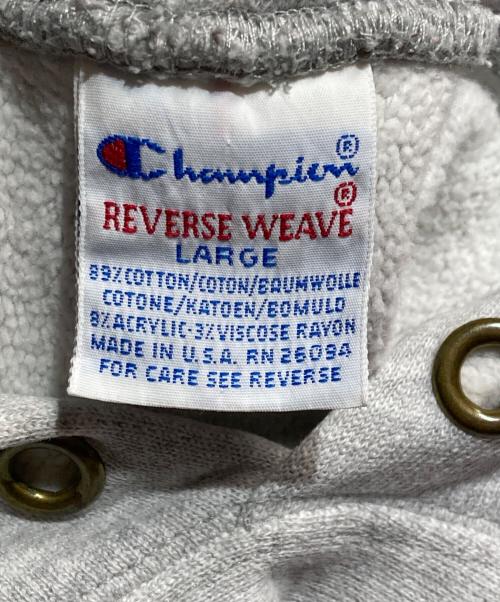 Champion®
REVERSE WEAVE®
LARGE
89%COTTON/COTON/BAUMWOLLE
COTONE/KATOEN/BOMULD
8%ACRYLIC-3%VISCOSE RAYON
MADE IN U.S.A. RN 26094
FOR CARE SEE REVERSE